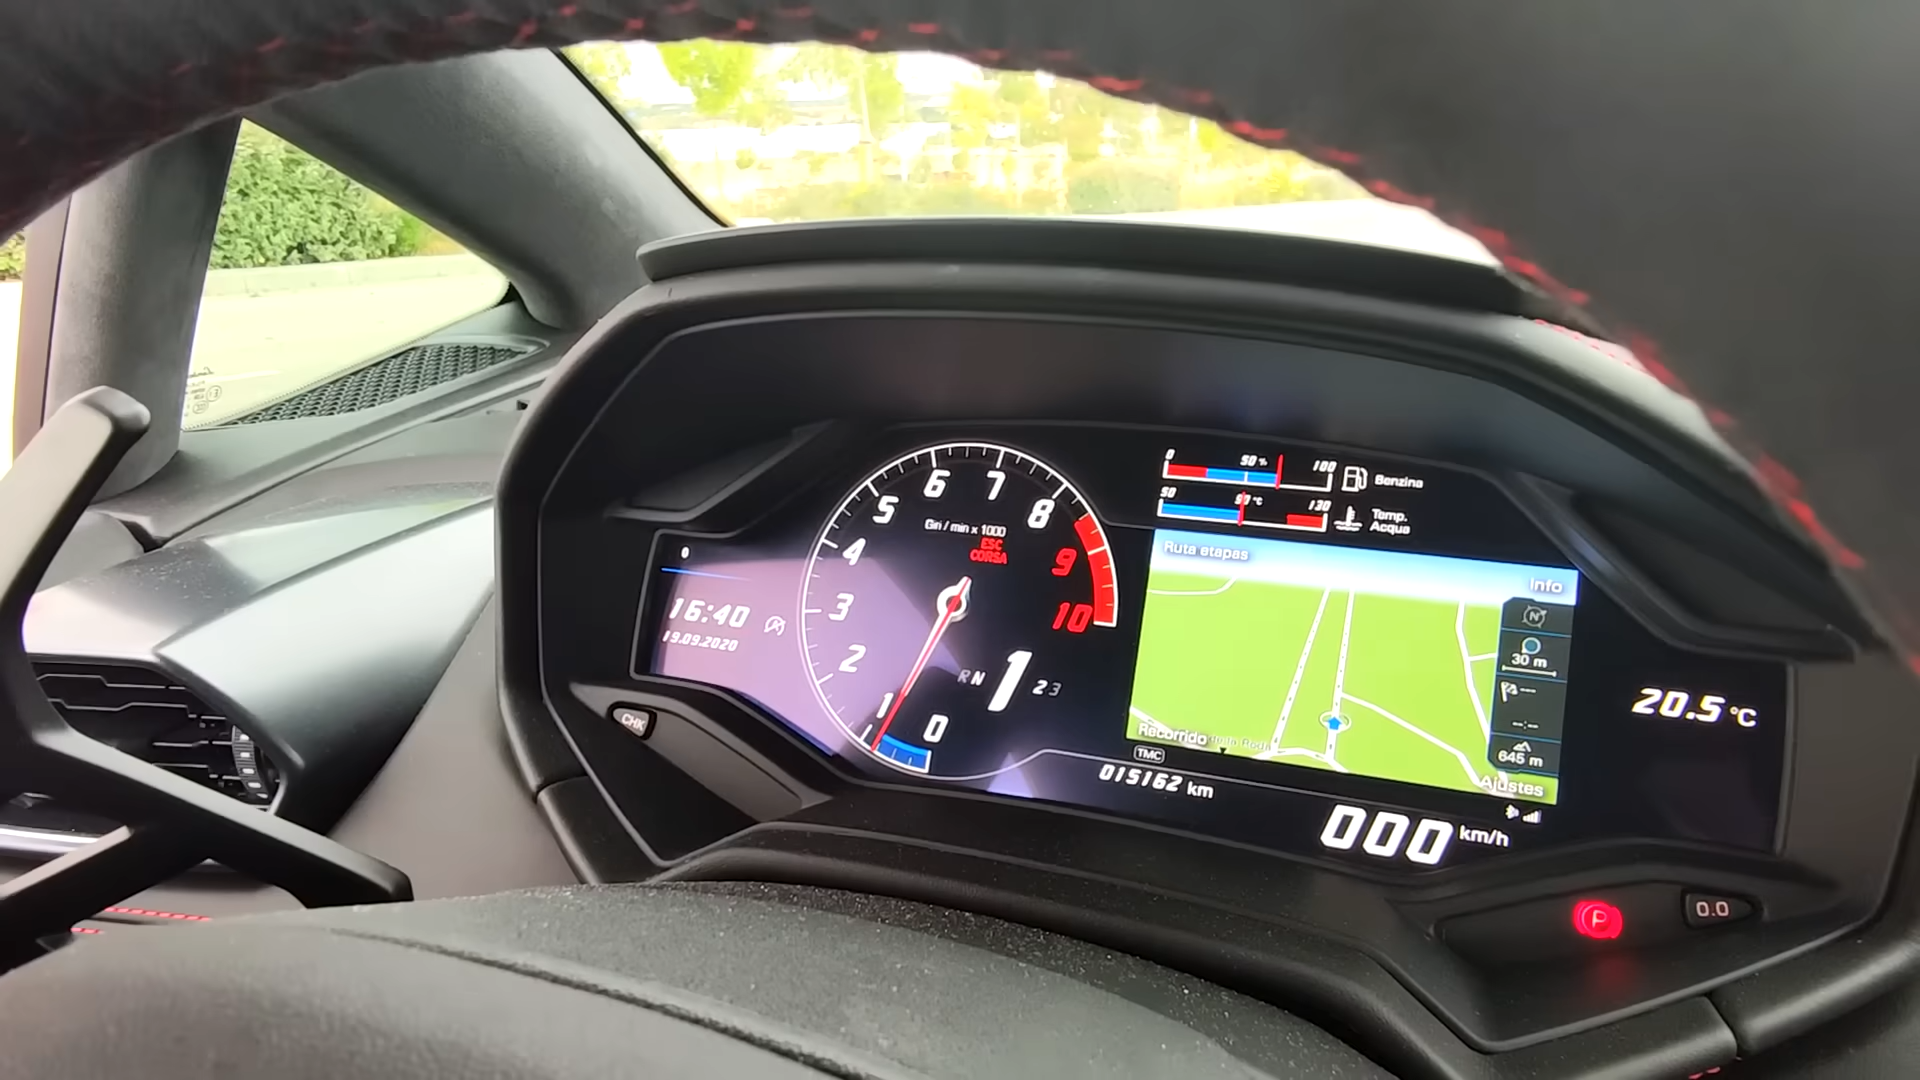 0
16:40
19.09.2020
0
1
2
3
4
5
6
7
8
9
10
Giri / min x 1000
ESC
CORSA
R N 1 2 3
0 50 % 100
Benzina
50 °C 130
Temp.
Acqua
Ruta etapas
Info
N
30 m
---
--:--
645 m
Recorrido
Ajustes
TMC
015162 km
000 km/h
20.5 °C
CHK
P
0.0